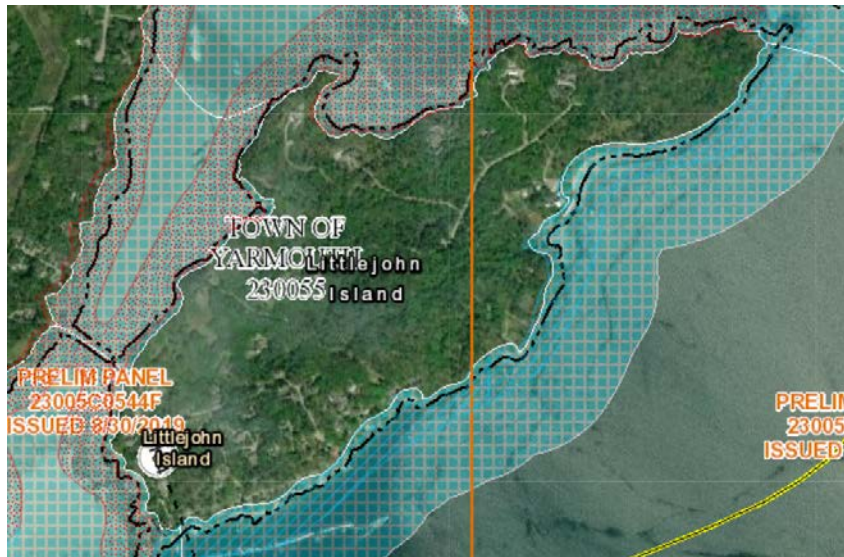 TOWN OF
YARMOUTH
230055
Littlejohn
Island
PRELIM PANEL
23005C0544F
ISSUED 8/30/2019
Littlejohn
Island
PRELIM
23005
ISSUED